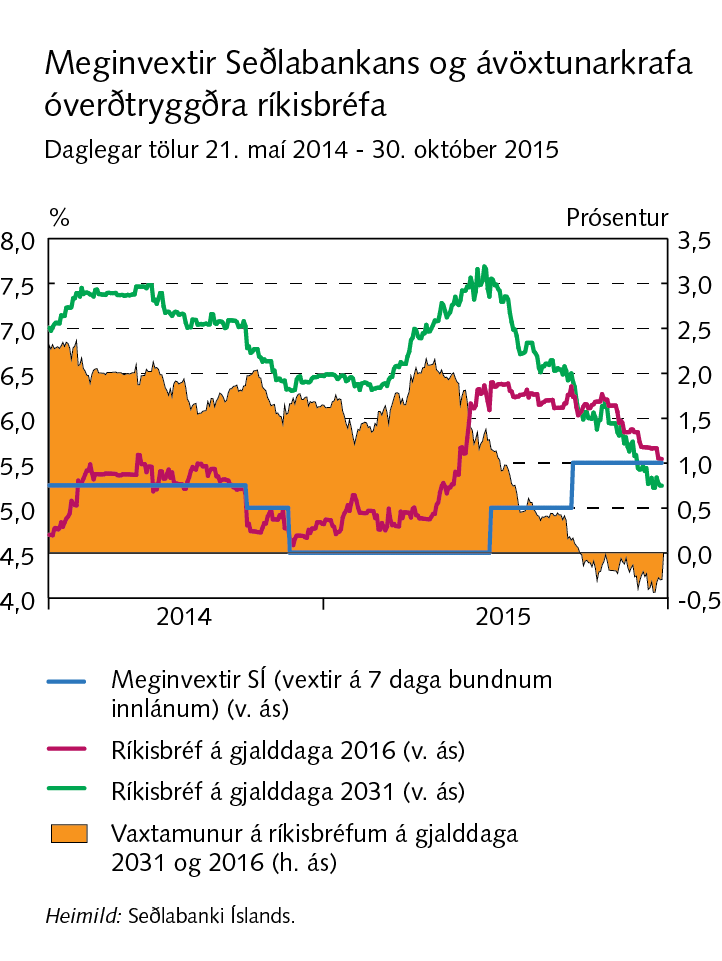 Meginvextir Seðlabankans og ávöxtunarkrafa
óverðtryggðra ríkisbréfa
Daglegar tölur 21. maí 2014 - 30. október 2015
% Prósentur
8,0 3,5
7,5 3,0
7,0 2,5
6,5 2,0
6,0 1,5
5,5 1,0
5,0 0,5
4,5 0,0
4,0 -0,5
2014 2015
Meginvextir SÍ (vextir á 7 daga bundnum
innlánum) (v. ás)
Ríkisbréf á gjalddaga 2016 (v. ás)
Ríkisbréf á gjalddaga 2031 (v. ás)
Vaxtamunur á ríkisbréfum á gjalddaga
2031 og 2016 (h. ás)
Heimild: Seðlabanki Íslands.